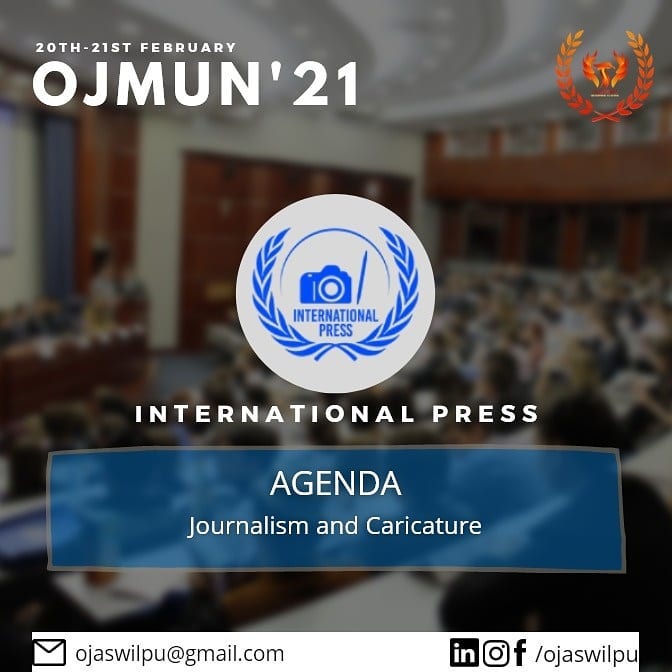 20TH-21ST FEBRUARY
OJMUN'21
INTERNATIONAL
PRESS
INTERNATIONAL PRESS
AGENDA
Journalism and Caricature
ojaswilpu@gmail.com
/ojaswilpu